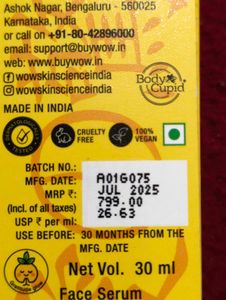 Ashok Nagar, Bengaluru - 560025
Karnataka, India
or call on +91-80-42896000
email: support@buywow.in
web: www.buywow.in
wowskinscienceindia
wowskinscienceindia
Body Cupid
MADE IN INDIA
DERMATOLOGICALLY TESTED
CRUELTY FREE
100% VEGAN
BATCH NO.: A01G075
MFG. DATE: JUL 2025
MRP ₹: 799.00
(Incl. of all taxes)
USP ₹ per ml: 26.63
USE BEFORE: 30 MONTHS FROM THE
MFG. DATE
Net Vol. 30 ml
Face Serum